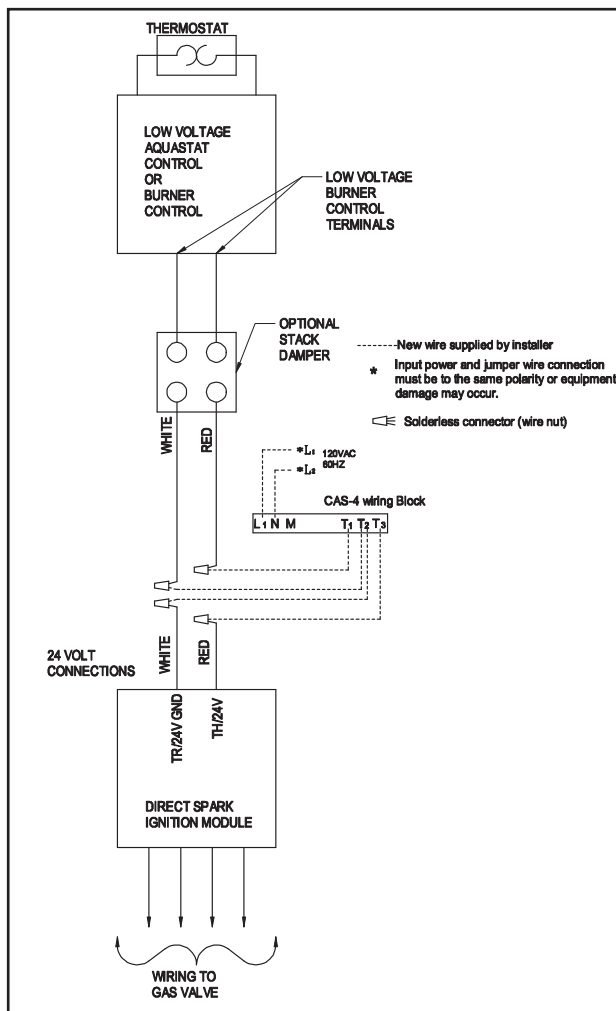 THERMOSTAT
LOW VOLTAGE
AQUASTAT
CONTROL
OR
BURNER
CONTROL
LOW VOLTAGE
BURNER
CONTROL
TERMINALS
OPTIONAL
STACK
DAMPER
New wire supplied by installer
* Input power and jumper wire connection
must be to the same polarity or equipment
damage may occur.
Solderless connector (wire nut)
WHITE
RED
*L1 120VAC
*L2 60HZ
CAS-4 wiring Block
L1 N M T1 T2 T3
24 VOLT
CONNECTIONS
WHITE
RED
TR/24V GND
TH/24V
DIRECT SPARK
IGNITION MODULE
WIRING TO
GAS VALVE